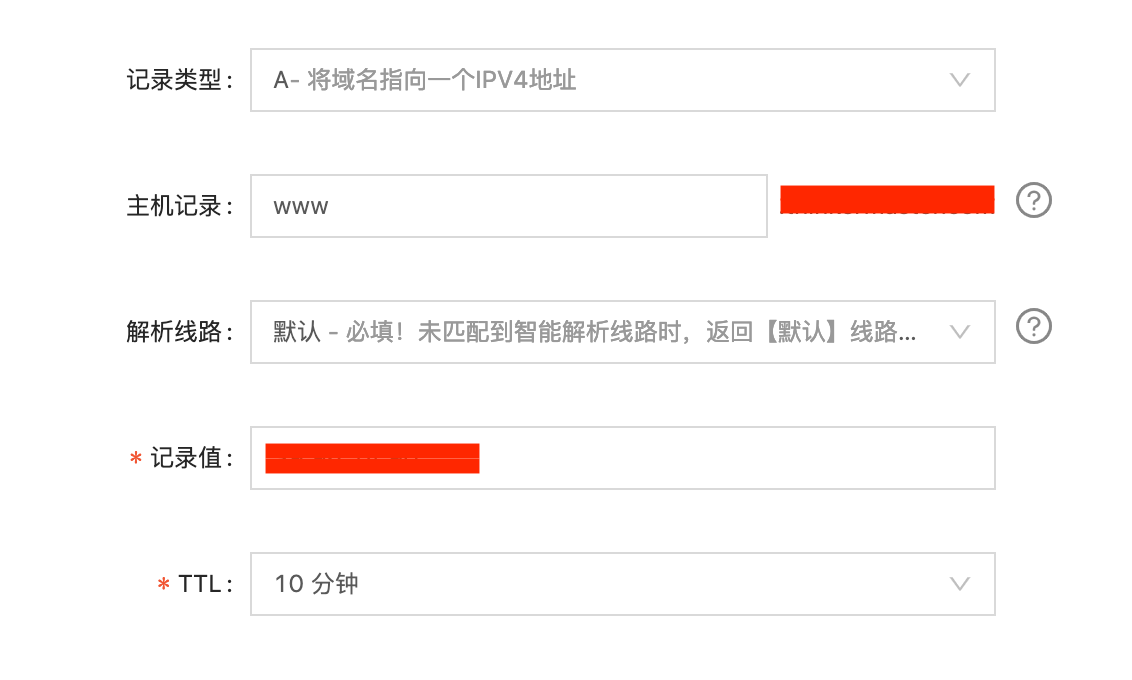 记录类型： A- 将域名指向一个IPV4地址
主机记录： www ?
解析线路： 默认 - 必填！未匹配到智能解析线路时，返回【默认】线路... ?
* 记录值：
* TTL： 10 分钟